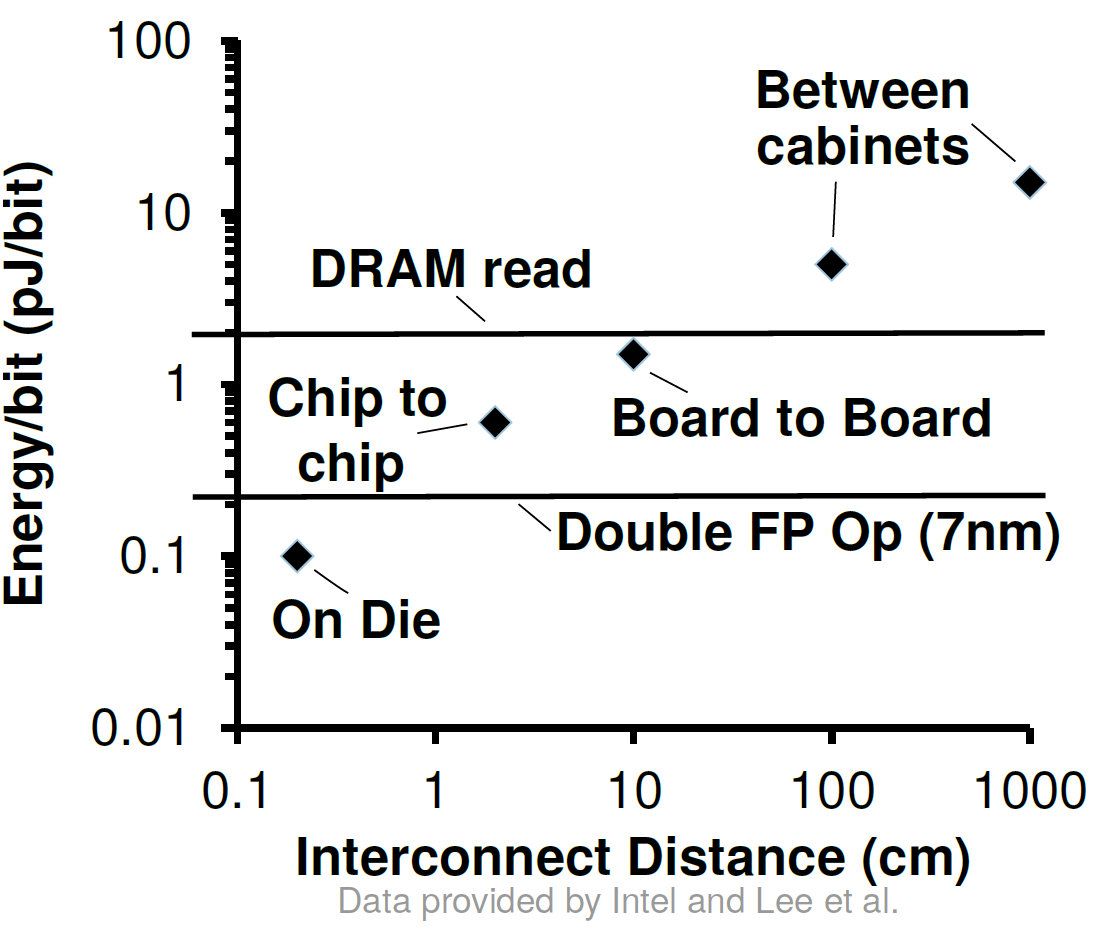 100
Between
cabinets
10
DRAM read
1
Chip to
chip
Board to Board
Double FP Op (7nm)
0.1
On Die
0.01
0.1 1 10 100 1000
Energy/bit (pJ/bit)
Interconnect Distance (cm)
Data provided by Intel and Lee et al.